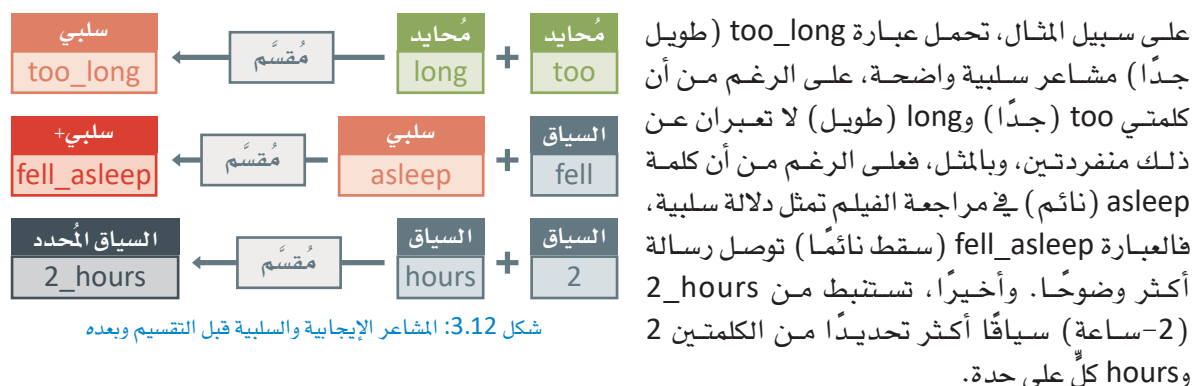 على سبيل المثال، تحمل عبارة too_long (طويل
جدًا) مشاعر سلبية واضحة، على الرغم من أن
كلمتي too (جدًا) وlong (طويل) لا تعبران عن
ذلك منفردتين، وبالمثل، فعلى الرغم من أن كلمة
asleep (نائم) في مراجعة الفيلم تمثل دلالة سلبية،
فالعبارة fell_asleep (سقط نائمًا) توصل رسالة
أكثر وضوحًا. وأخيرًا، تستنبط من 2_hours
(2-ساعة) سياقًا أكثر تحديدًا من الكلمتين 2
وhours كلٍّ على حدة.
مُحايد
too
+
مُحايد
long
مُقسَّم
سلبي
too_long
السياق
fell
+
سلبي
asleep
مُقسَّم
سلبي+
fell_asleep
السياق
2
+
السياق
hours
مُقسَّم
السياق المُحدد
2_hours
شكل 3.12: المشاعر الإيجابية والسلبية قبل التقسيم وبعده